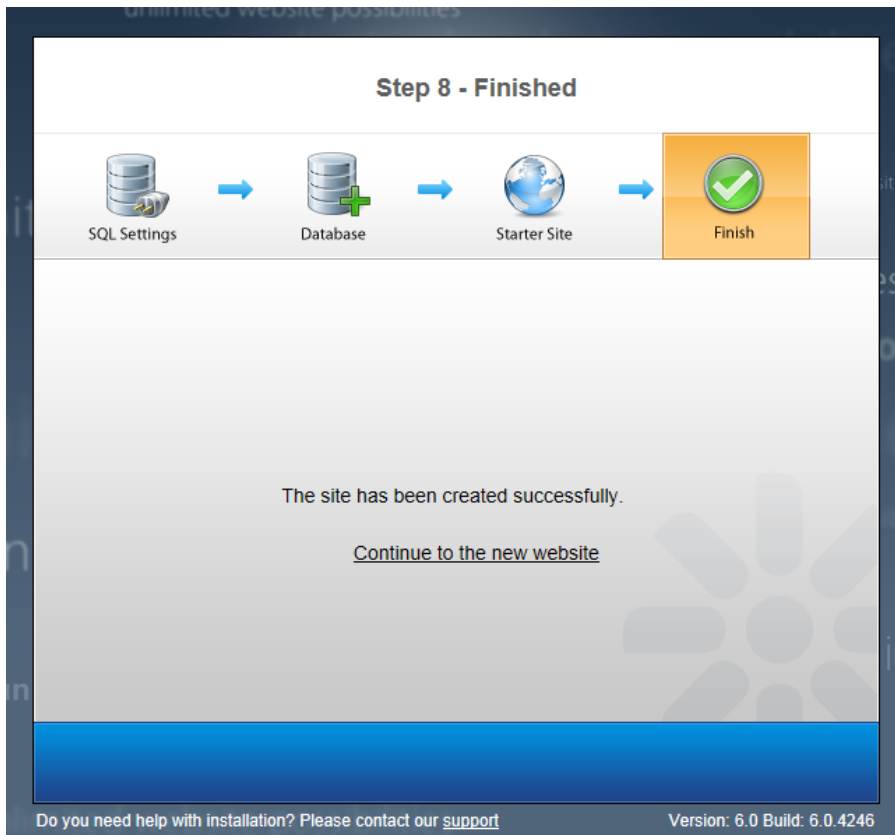 unlimited website possibilities
Step 8 - Finished
SQL Settings
Database
Starter Site
Finish
The site has been created successfully.
Continue to the new website
Do you need help with installation? Please contact our support
Version: 6.0 Build: 6.0.4246